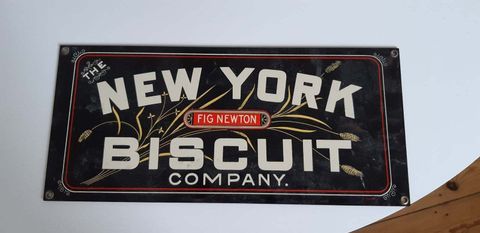 THE
NEW YORK
FIG NEWTON
BISCUIT
COMPANY.